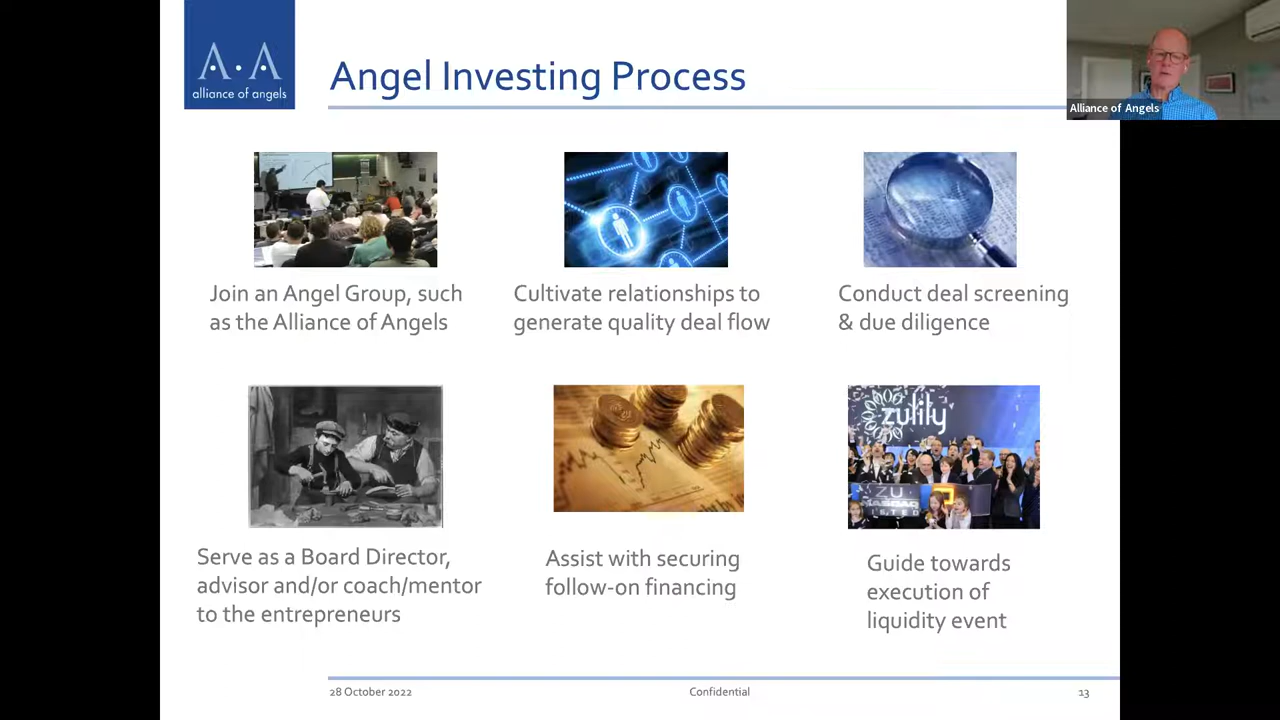 A.A
alliance of angels
Angel Investing Process
Alliance of Angels
Join an Angel Group, such
as the Alliance of Angels
Cultivate relationships to
generate quality deal flow
Conduct deal screening
& due diligence
zulily
ZU
NASDAQ
LISTED
Serve as a Board Director,
advisor and/or coach/mentor
to the entrepreneurs
Assist with securing
follow-on financing
Guide towards
execution of
liquidity event
28 October 2022
Confidential
13